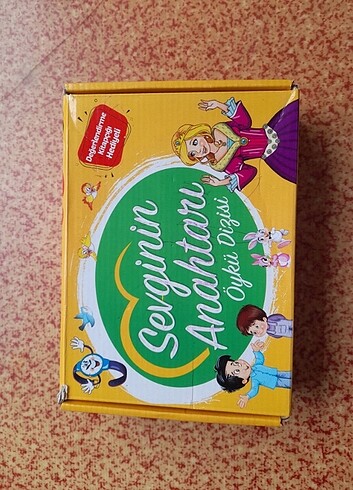 Değerlendirme
Kitapçığı
Hediyeli
Sevginin
Anahtarı
Öykü Dizisi